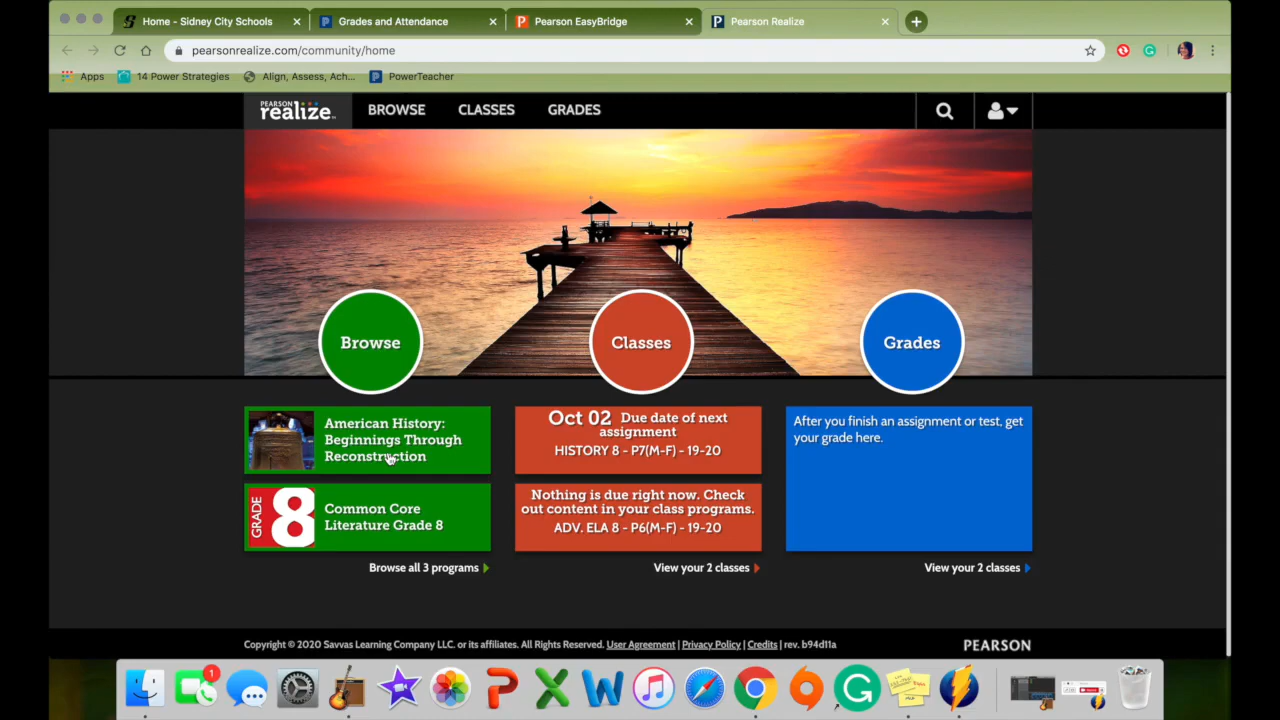 Home - Sidney City Schools
Grades and Attendance
Pearson EasyBridge
Pearson Realize
pearsonrealize.com/community/home
Apps
14 Power Strategies
Align, Assess, Ach...
PowerTeacher
PEARSON
realize
BROWSE
CLASSES
GRADES
Browse
Classes
Grades
American History:
Beginnings Through
Reconstruction
GRADE
8
Common Core
Literature Grade 8
Browse all 3 programs
Oct 02 Due date of next
assignment
HISTORY 8 - P7(M-F) - 19-20
Nothing is due right now. Check
out content in your class programs.
ADV. ELA 8 - P6(M-F) - 19-20
View your 2 classes
After you finish an assignment or test, get
your grade here.
View your 2 classes
Copyright © 2020 Savvas Learning Company LLC. or its affiliates. All Rights Reserved. User Agreement | Privacy Policy | Credits | rev. b94d11a
PEARSON
1